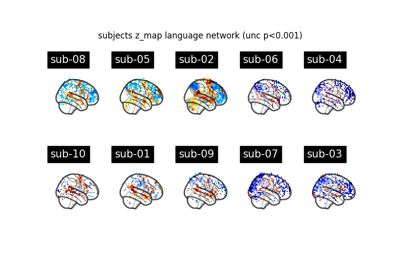 subjects z_map language network (unc p<0.001)
sub-08 sub-05 sub-02 sub-06 sub-04
sub-10 sub-01 sub-09 sub-07 sub-03